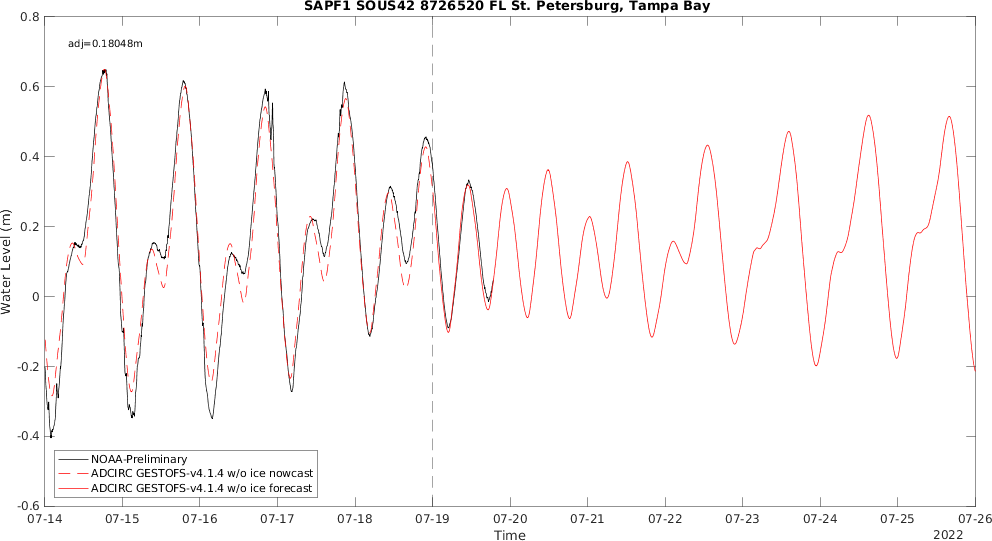 SAPF1 SOUS42 8726520 FL St. Petersburg, Tampa Bay
adj=0.18048m
Water Level (m)
0.8
0.6
0.4
0.2
0
-0.2
-0.4
-0.6
NOAA-Preliminary
ADCIRC GESTOFS-v4.1.4 w/o ice nowcast
ADCIRC GESTOFS-v4.1.4 w/o ice forecast
07-14 07-15 07-16 07-17 07-18 07-19 07-20 07-21 07-22 07-23 07-24 07-25 07-26
Time
2022